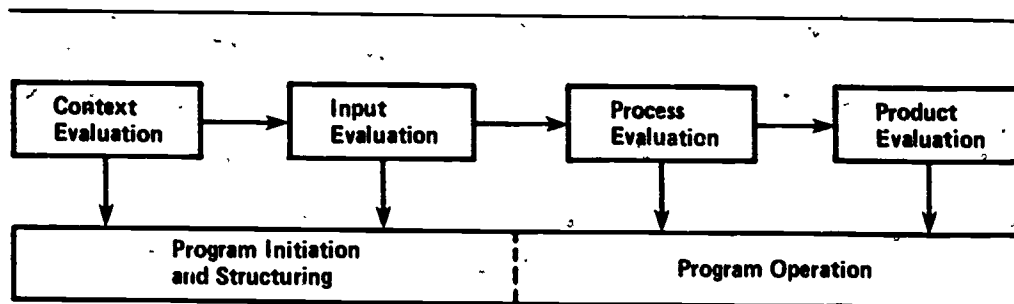 Context
Evaluation
Input
Evaluation
Process
Evaluation
Product
Evaluation
Program Initiation
and Structuring
Program Operation